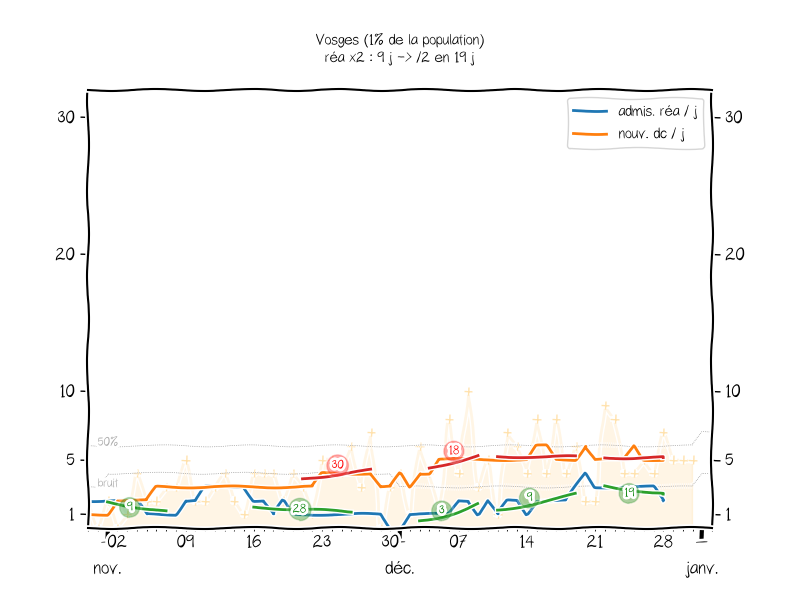 Vosges (1% de la population)
réa x2 : 9 j -> /2 en 19 j
admis. réa / j
nouv. dc / j
30 30
20 20
10 10
50%
5 5
bruit
1 1
9 28 30 3 18 9 19
02 09 16 23 30 07 14 21 28
nov. déc. janv.